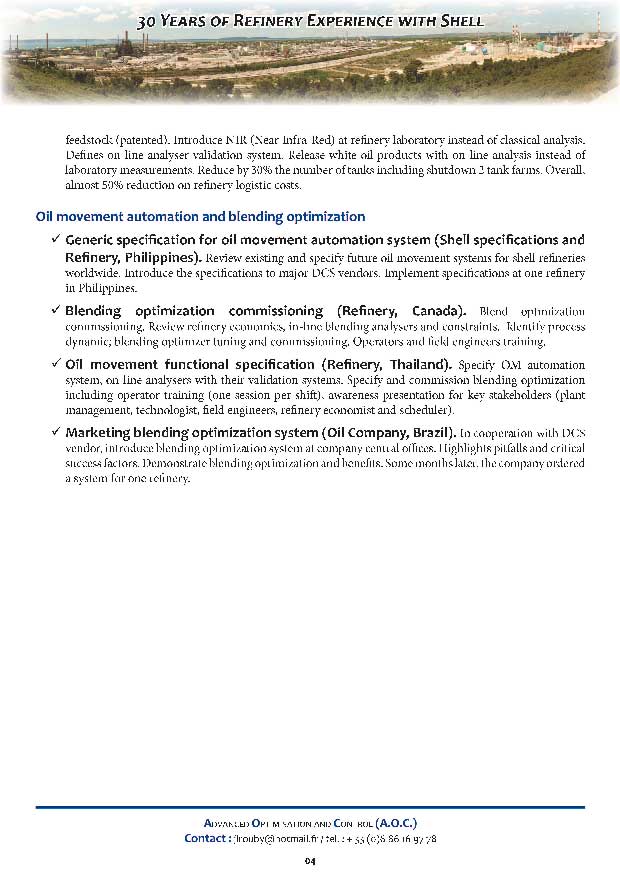 30 Years of Refinery Experience with Shell
feedstock (patented). Introduce NIR (Near Infra-Red) at refinery laboratory instead of classical analysis.
Defines on-line analyser validation system. Release white oil products with on-line analysis instead of
laboratory measurements. Reduce by 30% the number of tanks including shutdown 2 tank farms. Overall,
almost 50% reduction on refinery logistic costs.
Oil movement automation and blending optimization
✓ Generic specification for oil movement automation system (Shell specifications and
Refinery, Philippines). Review existing and specify future oil movement systems for shell refineries
worldwide. Introduce the specifications to major DCS vendors. Implement specifications at one refinery
in Philippines.
✓ Blending optimization commissioning (Refinery, Canada). Blend optimization
commissioning. Review refinery economics, in-line blending analysers and constraints. Identify process
dynamic; blending optimizer tuning and commissioning. Operators and field engineers training.
✓ Oil movement functional specification (Refinery, Thailand). Specify OM automation
system, on-line analysers with their validation systems. Specify and commission blending optimization
including operator training (one session per shift), awareness presentation for key stakeholders (plant
management, technologist, field engineers, refinery economist and scheduler).
✓ Marketing blending optimization system (Oil Company, Brazil). In cooperation with DCS
vendor, introduce blending optimization system at company central offices. Highlights pitfalls and critical
success factors. Demonstrate blending optimization and benefits. Some months later, the company ordered
a system for one refinery.
Advanced Optimisation and Control (A.O.C.)
Contact : jlrouby@hotmail.fr / tel. : + 33 (0)6 86 16 97 78
04